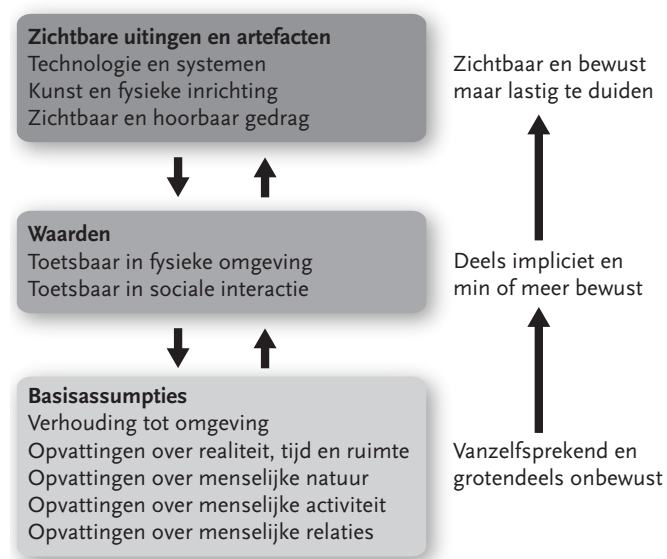 Zichtbare uitingen en artefacten
Technologie en systemen
Kunst en fysieke inrichting
Zichtbaar en hoorbaar gedrag
Zichtbaar en bewust
maar lastig te duiden
Waarden
Toetsbaar in fysieke omgeving
Toetsbaar in sociale interactie
Deels impliciet en
min of meer bewust
Basisassumpties
Verhouding tot omgeving
Opvattingen over realiteit, tijd en ruimte
Opvattingen over menselijke natuur
Opvattingen over menselijke activiteit
Opvattingen over menselijke relaties
Vanzelfsprekend en
grotendeels onbewust